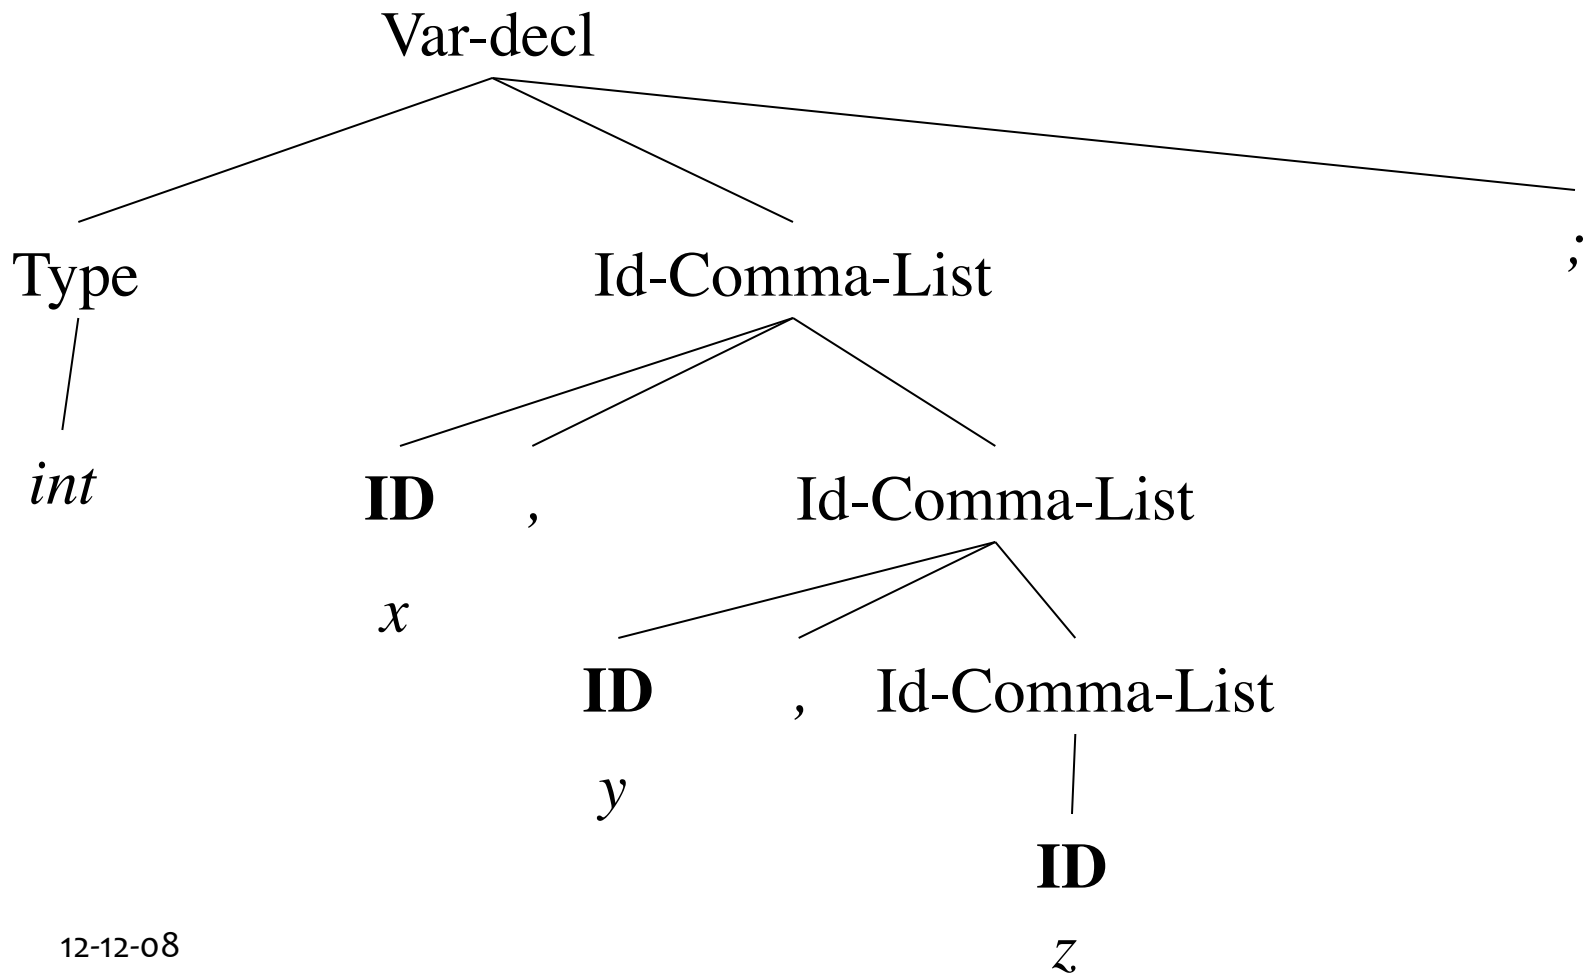 Var-decl
Type Id-Comma-List ;
int ID , Id-Comma-List
x
ID , Id-Comma-List
y
ID
12-12-08
z